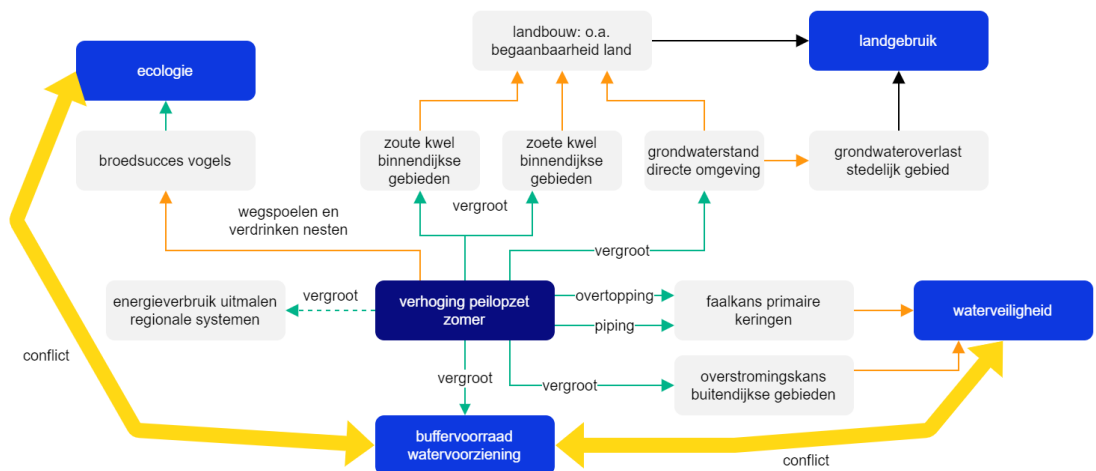 landbouw: o.a.
begaanbaarheid land
landgebruik
ecologie
broedsucces vogels
zoute kwel
binnendijkse
gebieden
zoete kwel
binnendijkse
gebieden
grondwaterstand
directe omgeving
grondwateroverlast
stedelijk gebied
wegspoelen en
verdrinken nesten
vergroot
vergroot
energieverbruik uitmalen
regionale systemen
vergroot
verhoging peilopzet
zomer
overtopping
piping
faalkans primaire
keringen
waterveiligheid
conflict
vergroot
vergroot
overstromingskans
buitendijkse gebieden
buffervoorraad
watervoorziening
conflict